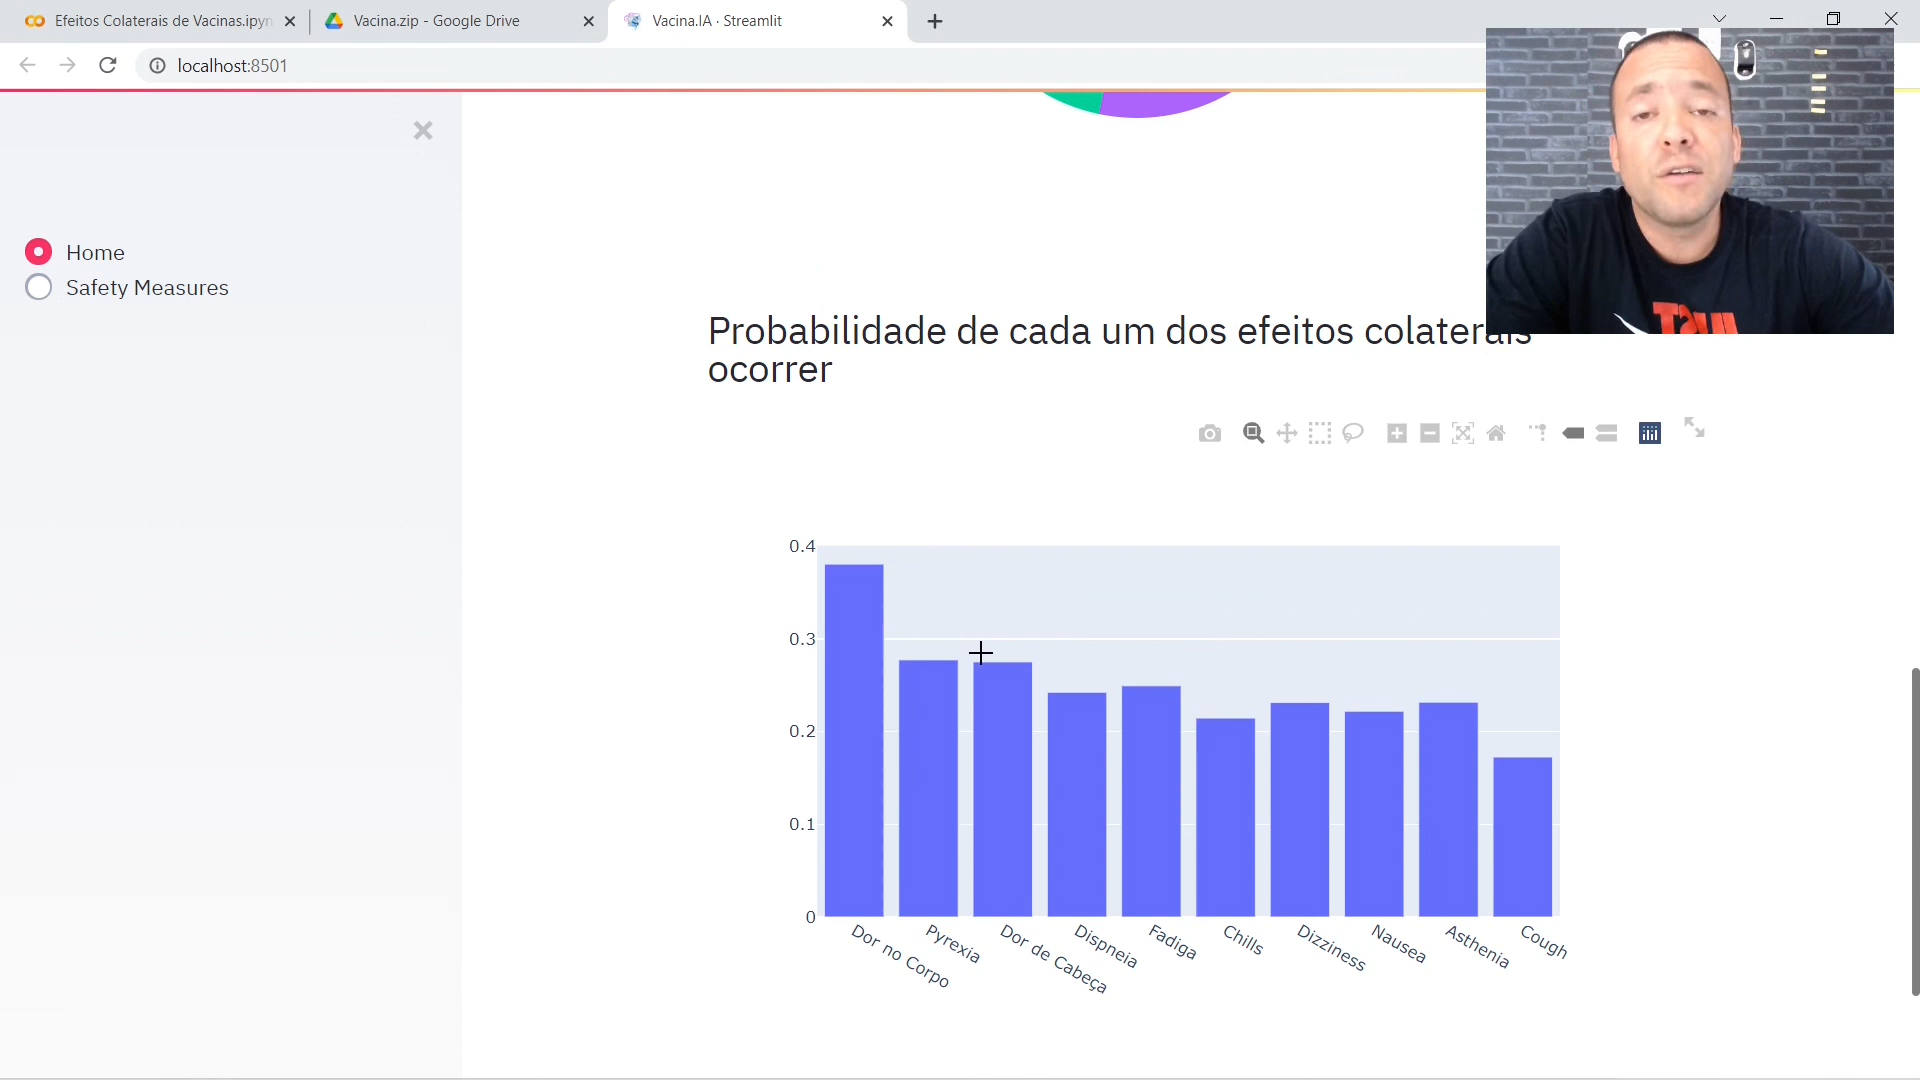 Efeitos Colaterais de Vacinas.ipyn
Vacina.zip - Google Drive
Vacina.IA · Streamlit
localhost:8501
Home
Safety Measures
Probabilidade de cada um dos efeitos colaterais
ocorrer
0.4
0.3
0.2
0.1
0
Dor no Corpo
Pyrexia
Dor de Cabeça
Dispneia
Fadiga
Chills
Dizziness
Nausea
Asthenia
Cough